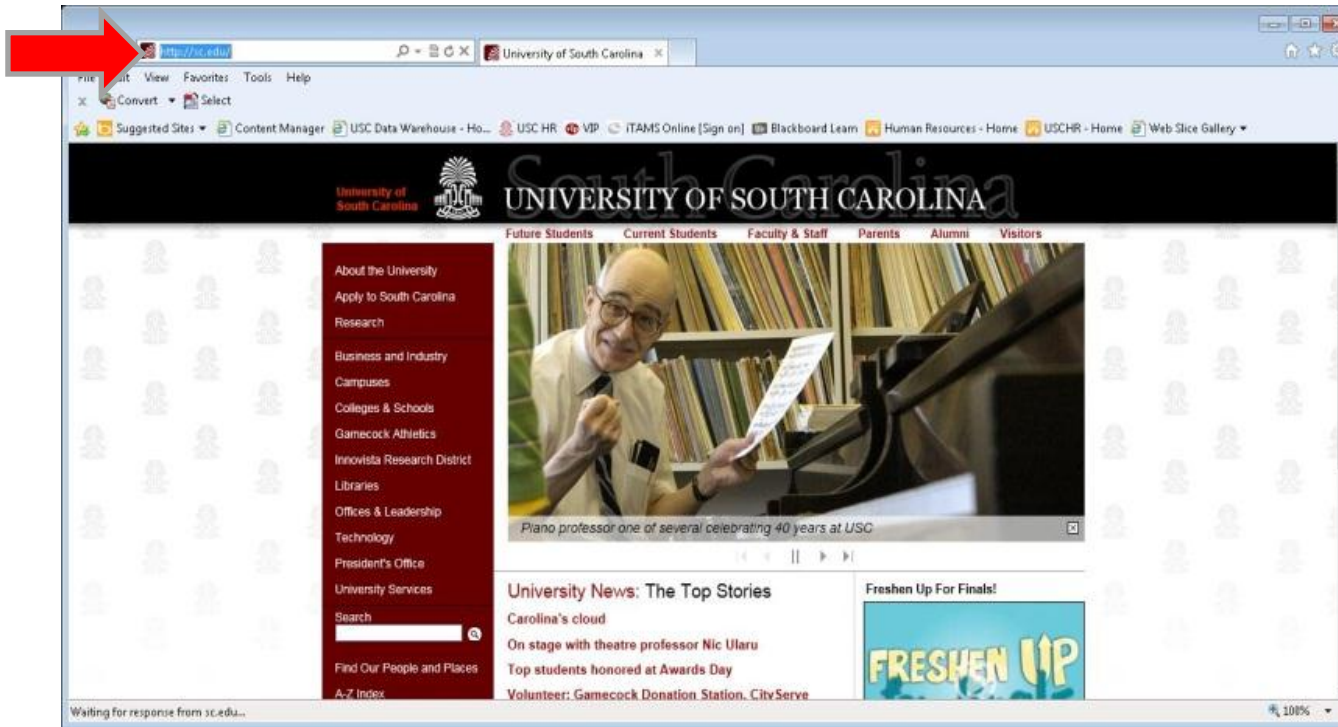 http://sc.edu/
University of South Carolina
View Favorites Tools Help
x Convert Select
Suggested Sites Content Manager USC Data Warehouse - Ho... USC HR VIP iTAMS Online [Sign on] Blackboard Learn Human Resources - Home USCHR - Home Web Slice Gallery
University of
South Carolina
South Carolina
UNIVERSITY OF SOUTH CAROLINA
Future Students Current Students Faculty & Staff Parents Alumni Visitors
About the University
Apply to South Carolina
Research
Business and Industry
Campuses
Colleges & Schools
Gamecock Athletics
Innovista Research District
Libraries
Offices & Leadership
Technology
President's Office
University Services
Search
Find Our People and Places
A-Z Index
Piano professor one of several celebrating 40 years at USC
University News: The Top Stories
Carolina's cloud
On stage with theatre professor Nic Ularu
Top students honored at Awards Day
Volunteer: Gamecock Donation Station, CityServe
Freshen Up For Finals!
FRESHEN UP
Waiting for response from sc.edu...
100%